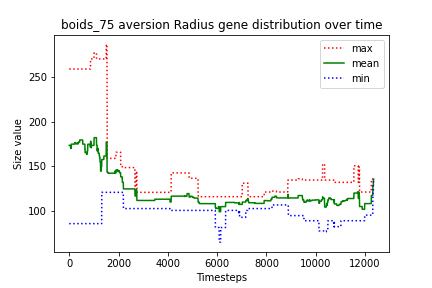 boids_75 aversion Radius gene distribution over time
max
mean
min
Size value
250
200
150
100
0
2000
4000
6000
8000
10000
12000
Timesteps